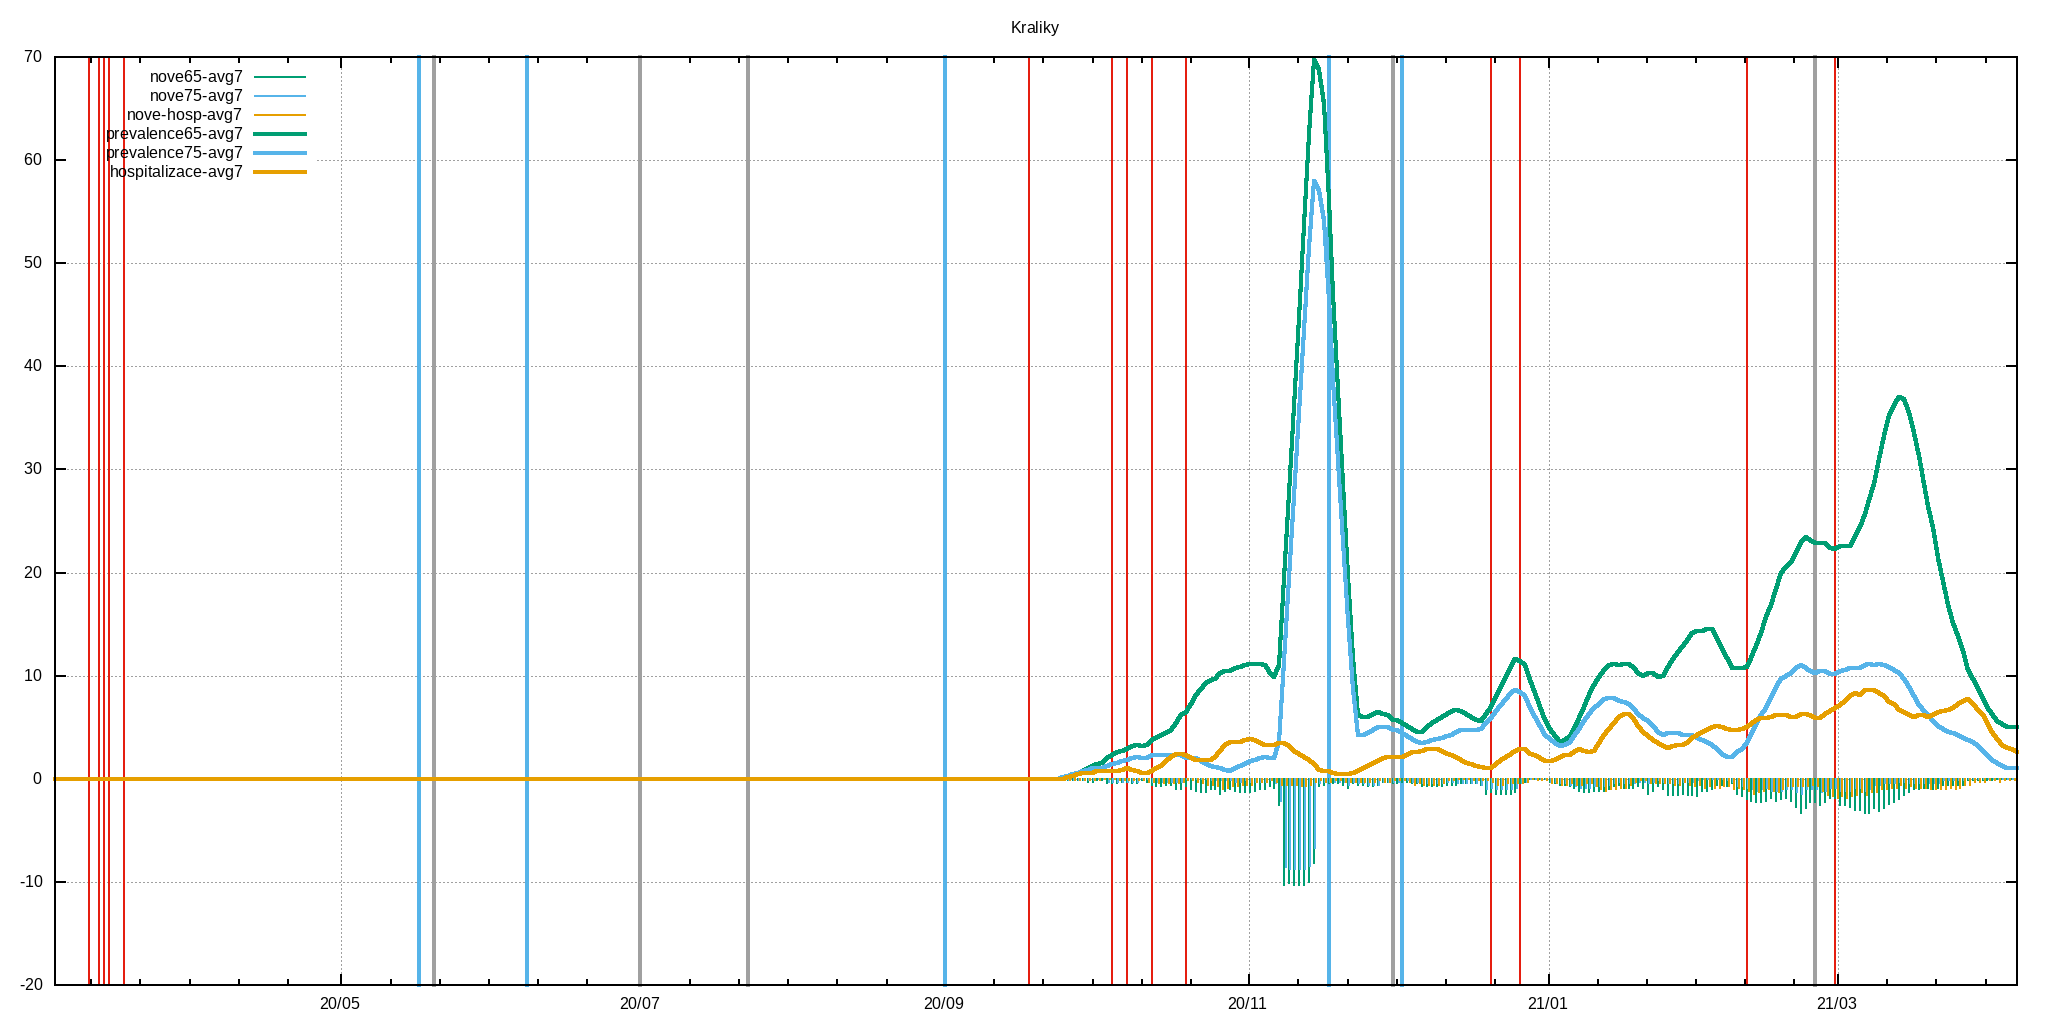 Kraliky
70
60
50
40
30
20
10
0
-10
-20
nove65-avg7
nove75-avg7
nove-hosp-avg7
prevalence65-avg7
prevalence75-avg7
hospitalizace-avg7
20/05 20/07 20/09 20/11 21/01 21/03